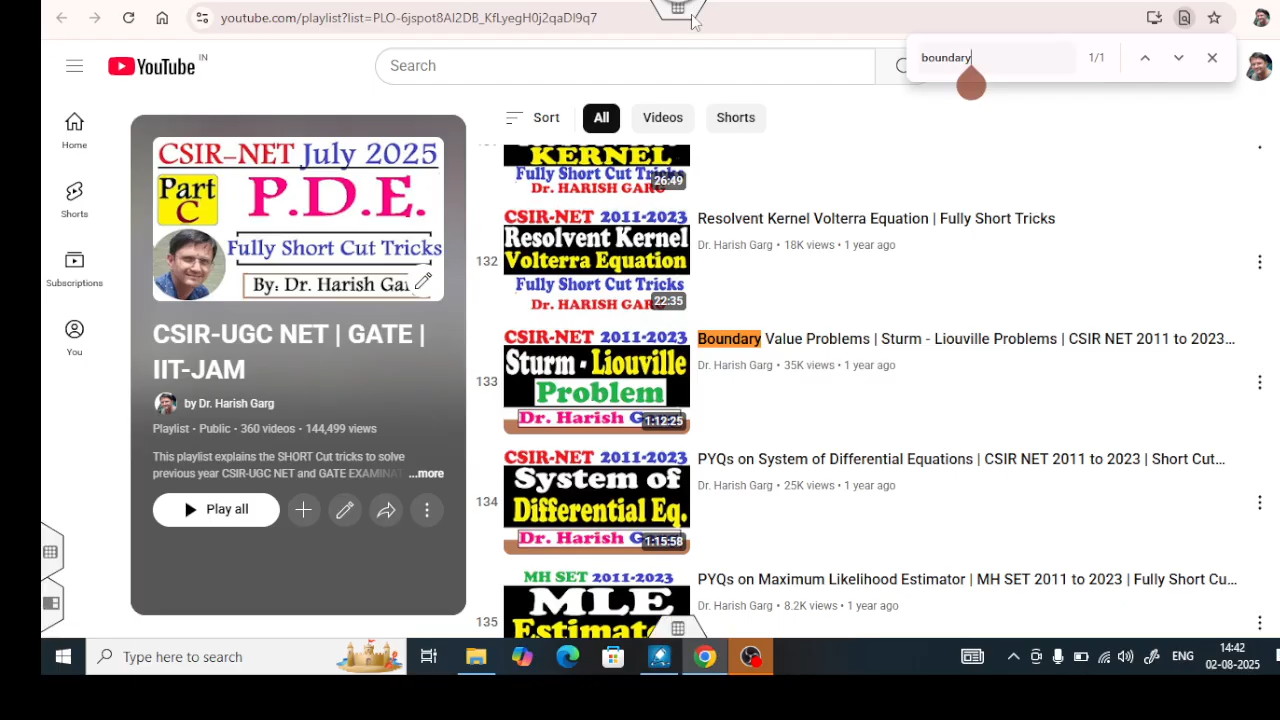 youtube.com/playlist?list=PLO-6jspot8AI2DB_KfLyegH0j2qaDI9q7
boundary
1/1
YouTube IN
Search
Home
Shorts
Subscriptions
You
CSIR-NET July 2025
Part C
P.D.E.
Fully Short Cut Tricks
By: Dr. Harish Gar
CSIR-UGC NET | GATE |
IIT-JAM
by Dr. Harish Garg
Playlist • Public • 360 videos • 144,499 views
This playlist explains the SHORT Cut tricks to solve
previous year CSIR-UGC NET and GATE EXAMINAT ...more
Play all
Sort
All
Videos
Shorts
KERNEL
Fully Short Cut Tricks
Dr. HARISH GARG
26:49
132
CSIR-NET 2011-2023
Resolvent Kernel
Volterra Equation
Fully Short Cut Tricks
Dr. HARISH GARG
22:35
Resolvent Kernel Volterra Equation | Fully Short Tricks
Dr. Harish Garg • 18K views • 1 year ago
133
CSIR-NET 2011-2023
Sturm - Liouville
Problem
Dr. Harish G
1:12:25
Boundary Value Problems | Sturm - Liouville Problems | CSIR NET 2011 to 2023...
Dr. Harish Garg • 35K views • 1 year ago
134
CSIR-NET 2011-2023
System of
Differential Eq.
Dr. Harish G
1:15:58
PYQs on System of Differential Equations | CSIR NET 2011 to 2023 | Short Cut...
Dr. Harish Garg • 25K views • 1 year ago
135
MH SET 2011-2023
MLE
Estimato
PYQs on Maximum Likelihood Estimator | MH SET 2011 to 2023 | Fully Short Cu...
Dr. Harish Garg • 8.2K views • 1 year ago
Type here to search
ENG
14:42
02-08-2025